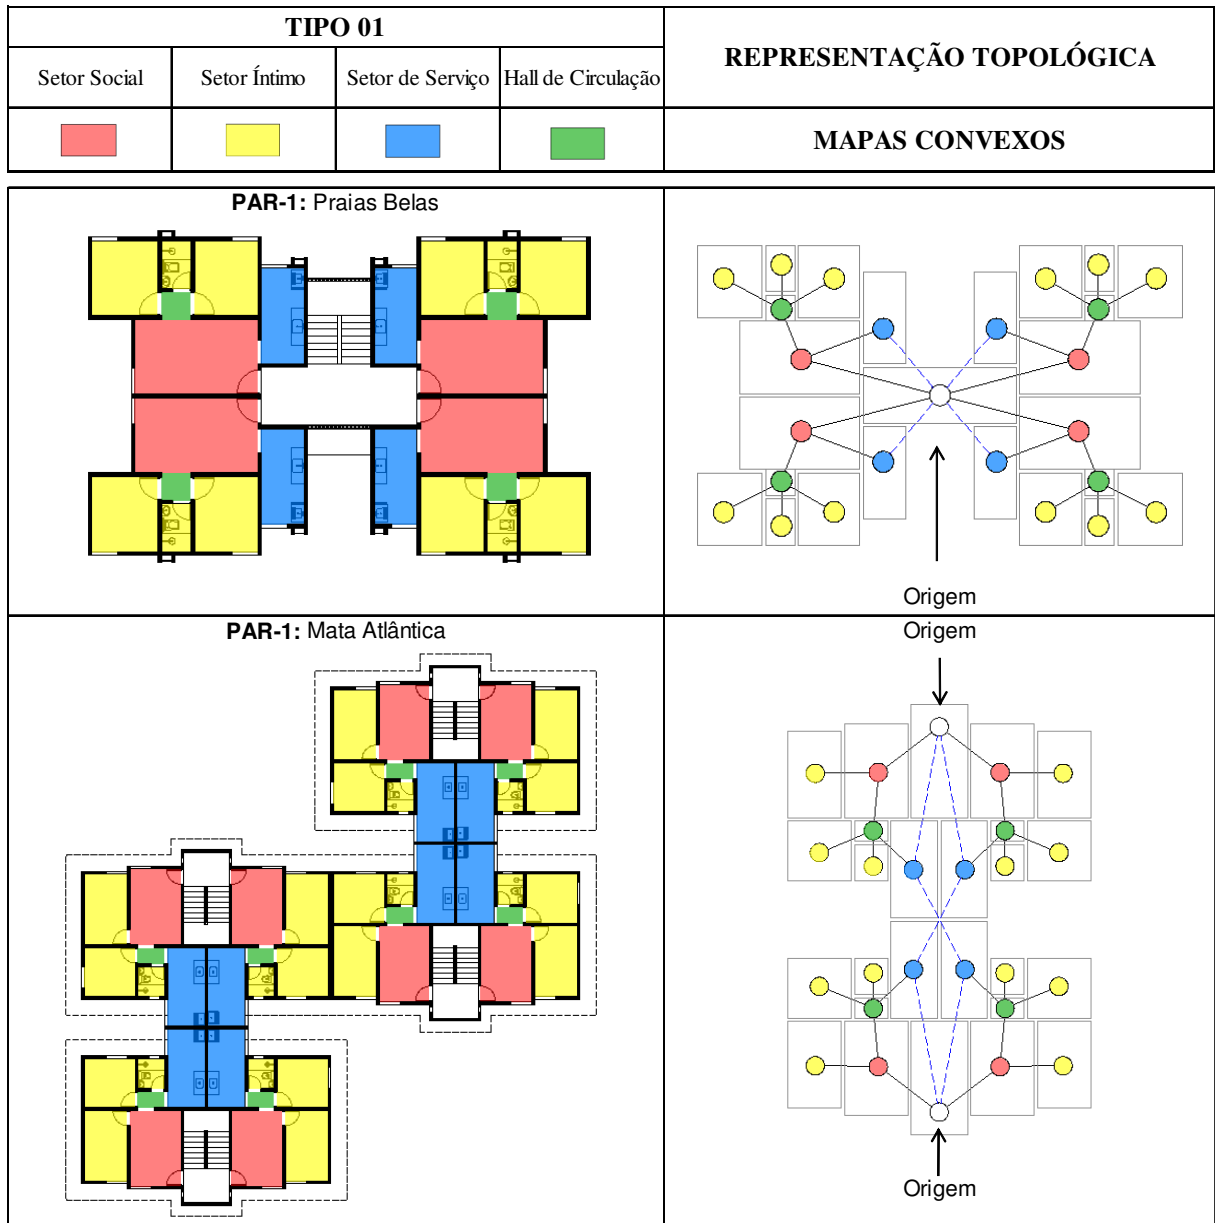 TIPO 01
REPRESENTAÇÃO TOPOLÓGICA
Setor Social
Setor Íntimo
Setor de Serviço
Hall de Circulação
MAPAS CONVEXOS
PAR-1: Praias Belas
Origem
PAR-1: Mata Atlântica
Origem
Origem